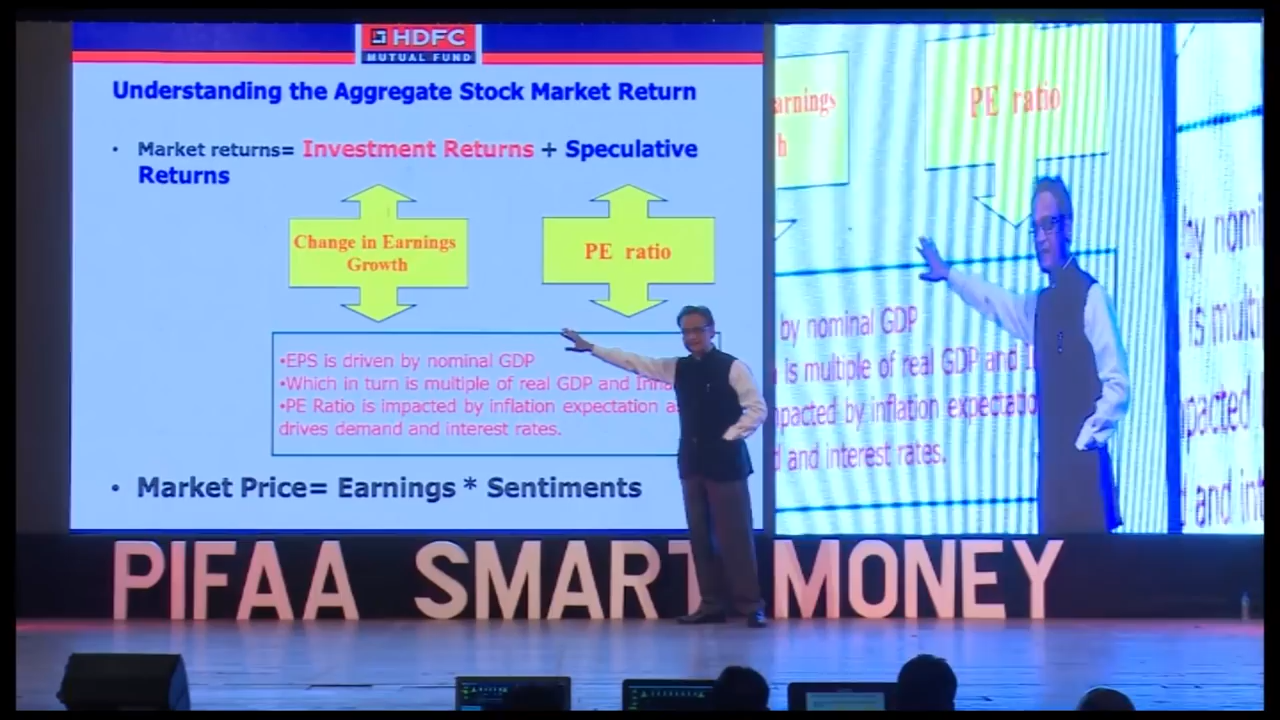 HDFC
MUTUAL FUND
Understanding the Aggregate Stock Market Return
• Market returns= Investment Returns + Speculative
Returns
Change in Earnings
Growth
PE ratio
•EPS is driven by nominal GDP
•Which in turn is multiple of real GDP and
•PE Ratio is impacted by inflation expectation
drives demand and interest rates.
• Market Price= Earnings * Sentiments
PE ratio
by nominal GDP
is multiple of real GDP and
by inflation
and interest rates.
PIFAA SMART MONEY